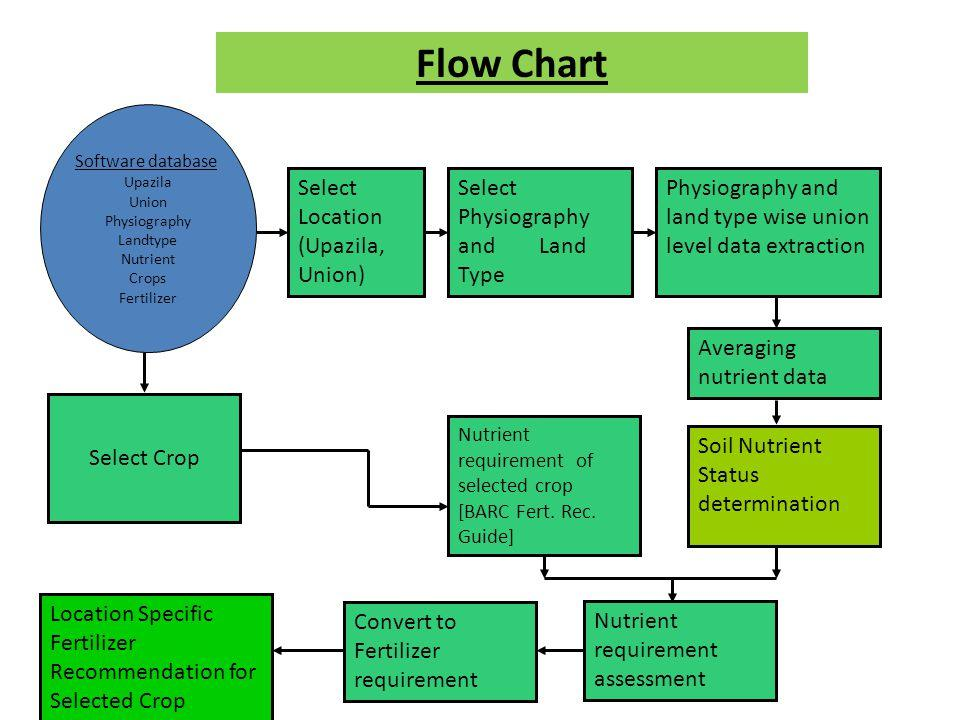 Flow Chart
Software database
Upazila
Union
Physiography
Landtype
Nutrient
Crops
Fertilizer
Select
Location
(Upazila,
Union)
Select
Physiography
and Land
Type
Physiography and
land type wise union
level data extraction
Averaging
nutrient data
Select Crop
Nutrient
requirement of
selected crop
[BARC Fert. Rec.
Guide]
Soil Nutrient
Status
determination
Location Specific
Fertilizer
Recommendation for
Selected Crop
Convert to
Fertilizer
requirement
Nutrient
requirement
assessment